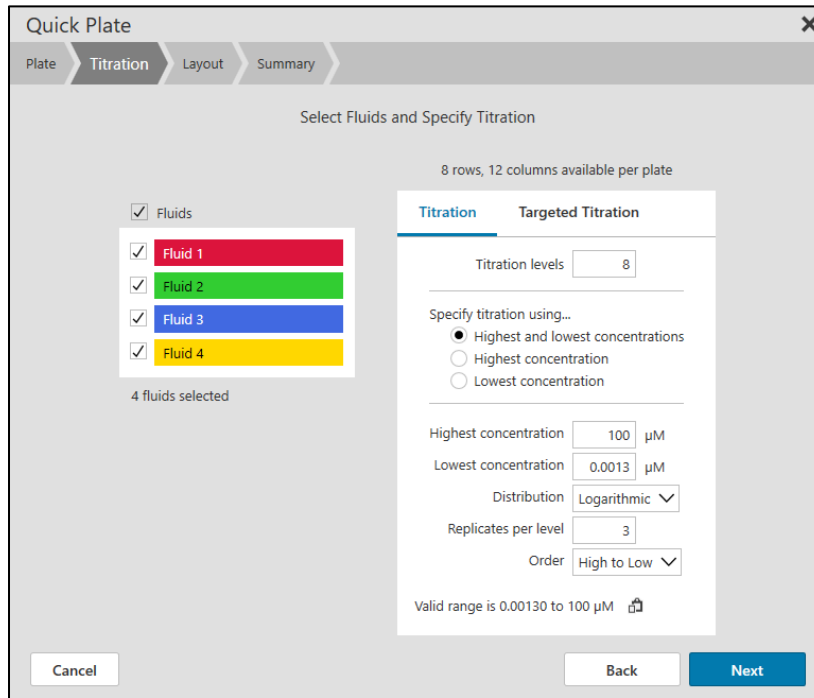 Quick Plate
Plate Titration Layout Summary
Select Fluids and Specify Titration
8 rows, 12 columns available per plate
Fluids
Fluid 1
Fluid 2
Fluid 3
Fluid 4
4 fluids selected
Titration Targeted Titration
Titration levels 8
Specify titration using...
Highest and lowest concentrations
Highest concentration
Lowest concentration
Highest concentration 100 µM
Lowest concentration 0.0013 µM
Distribution Logarithmic
Replicates per level 3
Order High to Low
Valid range is 0.00130 to 100 µM
Cancel Back Next